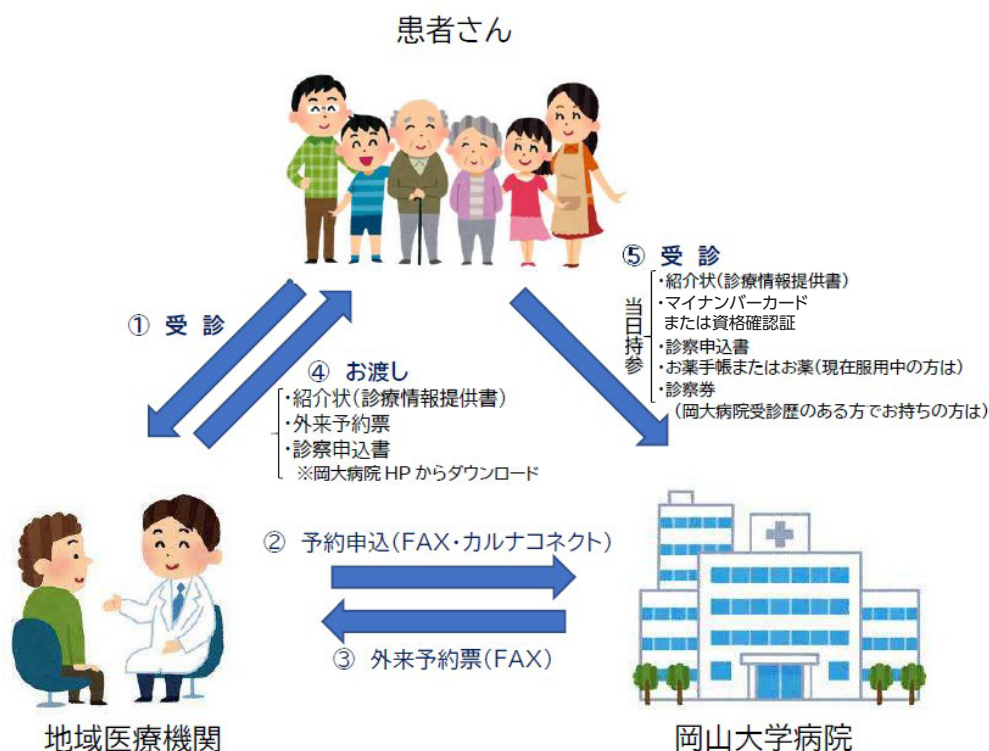 患者さん
① 受 診
④ お渡し
・紹介状(診療情報提供書)
・外来予約票
・診察申込書
※岡大病院 HP からダウンロード
⑤ 受 診
当日持参
・紹介状(診療情報提供書)
・マイナンバーカード
または資格確認証
・診察申込書
・お薬手帳またはお薬(現在服用中の方は)
・診察券
(岡大病院受診歴のある方でお持ちの方は)
② 予約申込(FAX・カルナコネクト)
③ 外来予約票(FAX)
地域医療機関
岡山大学病院